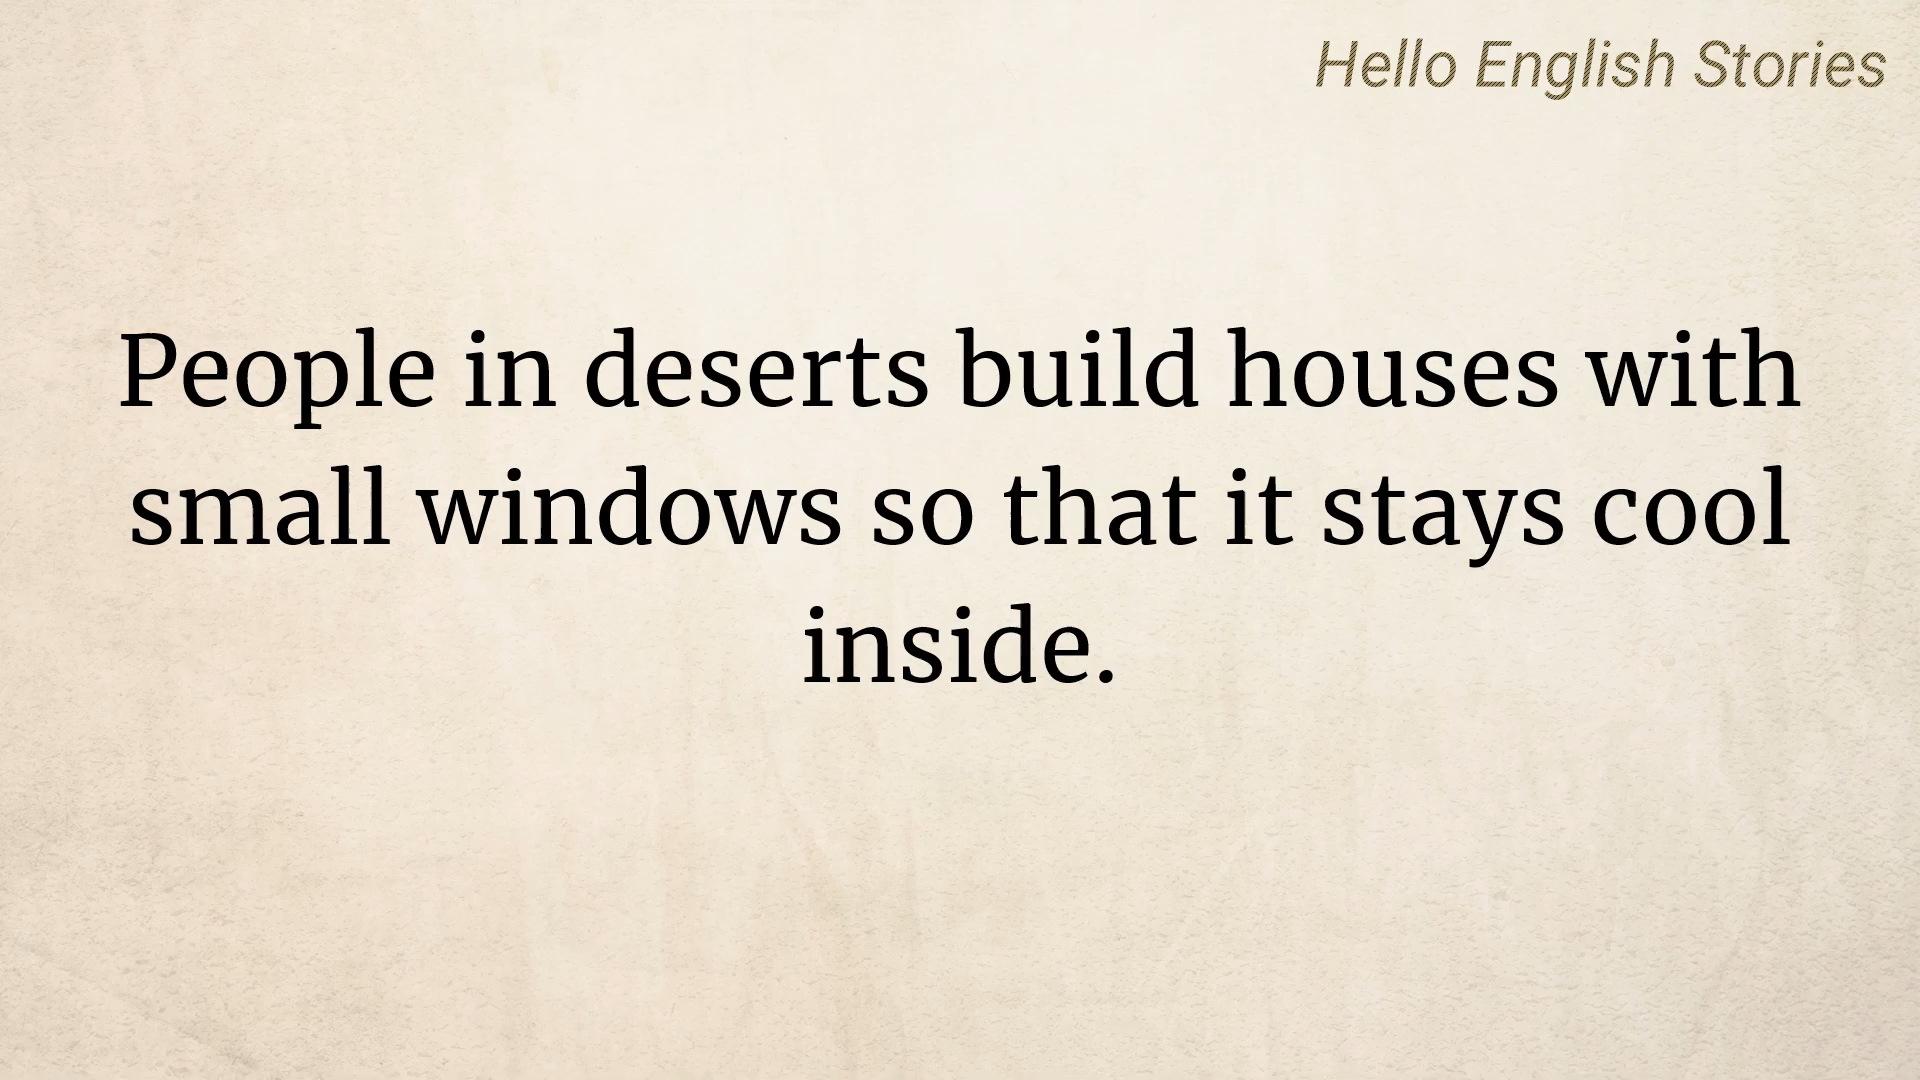 Hello English Stories
People in deserts build houses with
small windows so that it stays cool
inside.